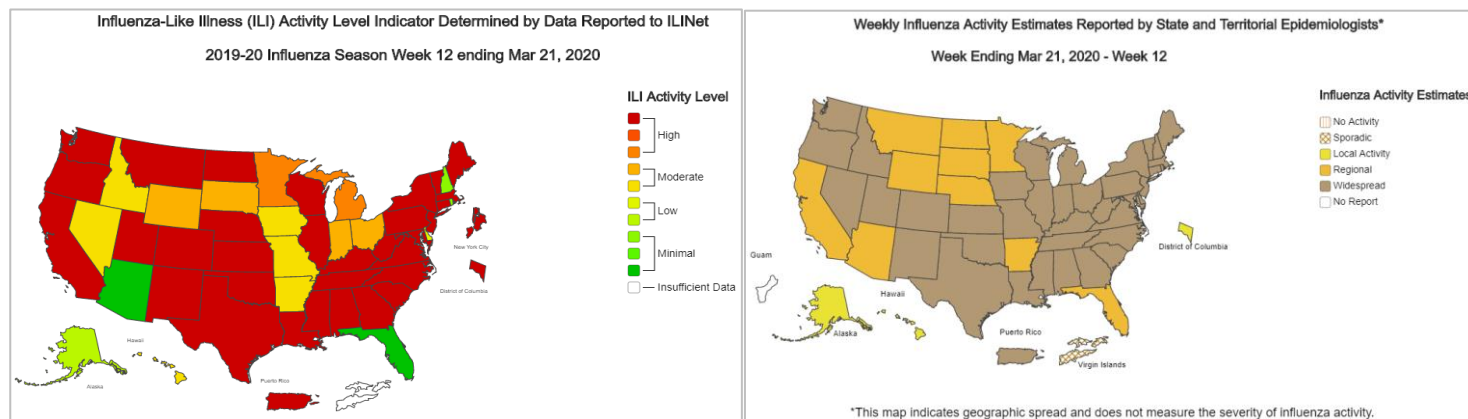 Influenza-Like Illness (ILI) Activity Level Indicator Determined by Data Reported to ILINet
2019-20 Influenza Season Week 12 ending Mar 21, 2020
ILI Activity Level
High
Moderate
Low
Minimal
Insufficient Data
New York City
District of Columbia
Hawaii
Alaska
Puerto Rico
Weekly Influenza Activity Estimates Reported by State and Territorial Epidemiologists*
Week Ending Mar 21, 2020 - Week 12
Influenza Activity Estimates
No Activity
Sporadic
Local Activity
Regional
Widespread
No Report
District of Columbia
Guam
Hawaii
Alaska
Puerto Rico
Virgin Islands
*This map indicates geographic spread and does not measure the severity of influenza activity.